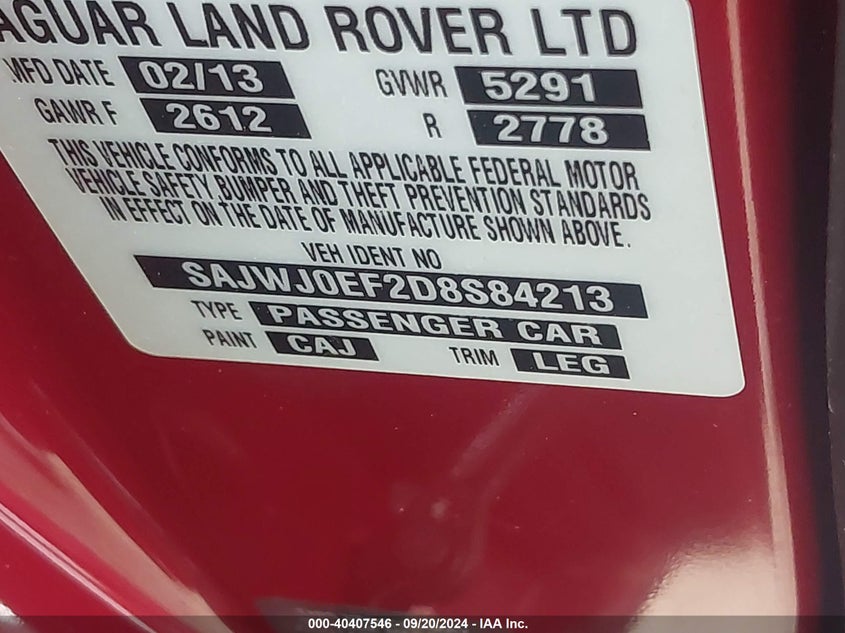 AGUAR LAND ROVER LTD
MFD DATE 02/13 GVWR 5291
GAWR F 2612 R 2778
THIS VEHICLE CONFORMS TO ALL APPLICABLE FEDERAL MOTOR
VEHICLE SAFETY, BUMPER AND THEFT PREVENTION STANDARDS
IN EFFECT ON THE DATE OF MANUFACTURE SHOWN ABOVE.
VEH IDENT NO
SAJWJ0EF2D8S84213
TYPE PASSENGER CAR
PAINT CAJ TRIM LEG
000-40407546 - 09/20/2024 - IAA Inc.